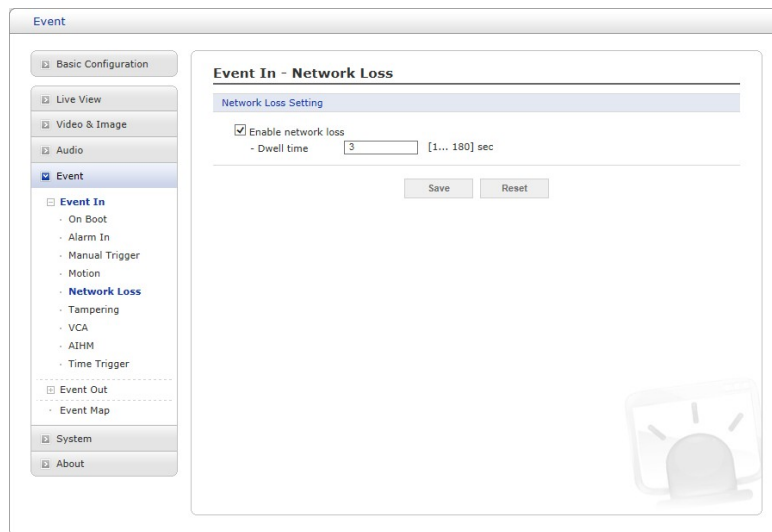 Event
Basic Configuration
Live View
Video & Image
Audio
Event
Event In
On Boot
Alarm In
Manual Trigger
Motion
Network Loss
Tampering
VCA
AIHM
Time Trigger
Event Out
Event Map
System
About
Event In - Network Loss
Network Loss Setting
Enable network loss
- Dwell time 3 [1... 180] sec
Save Reset